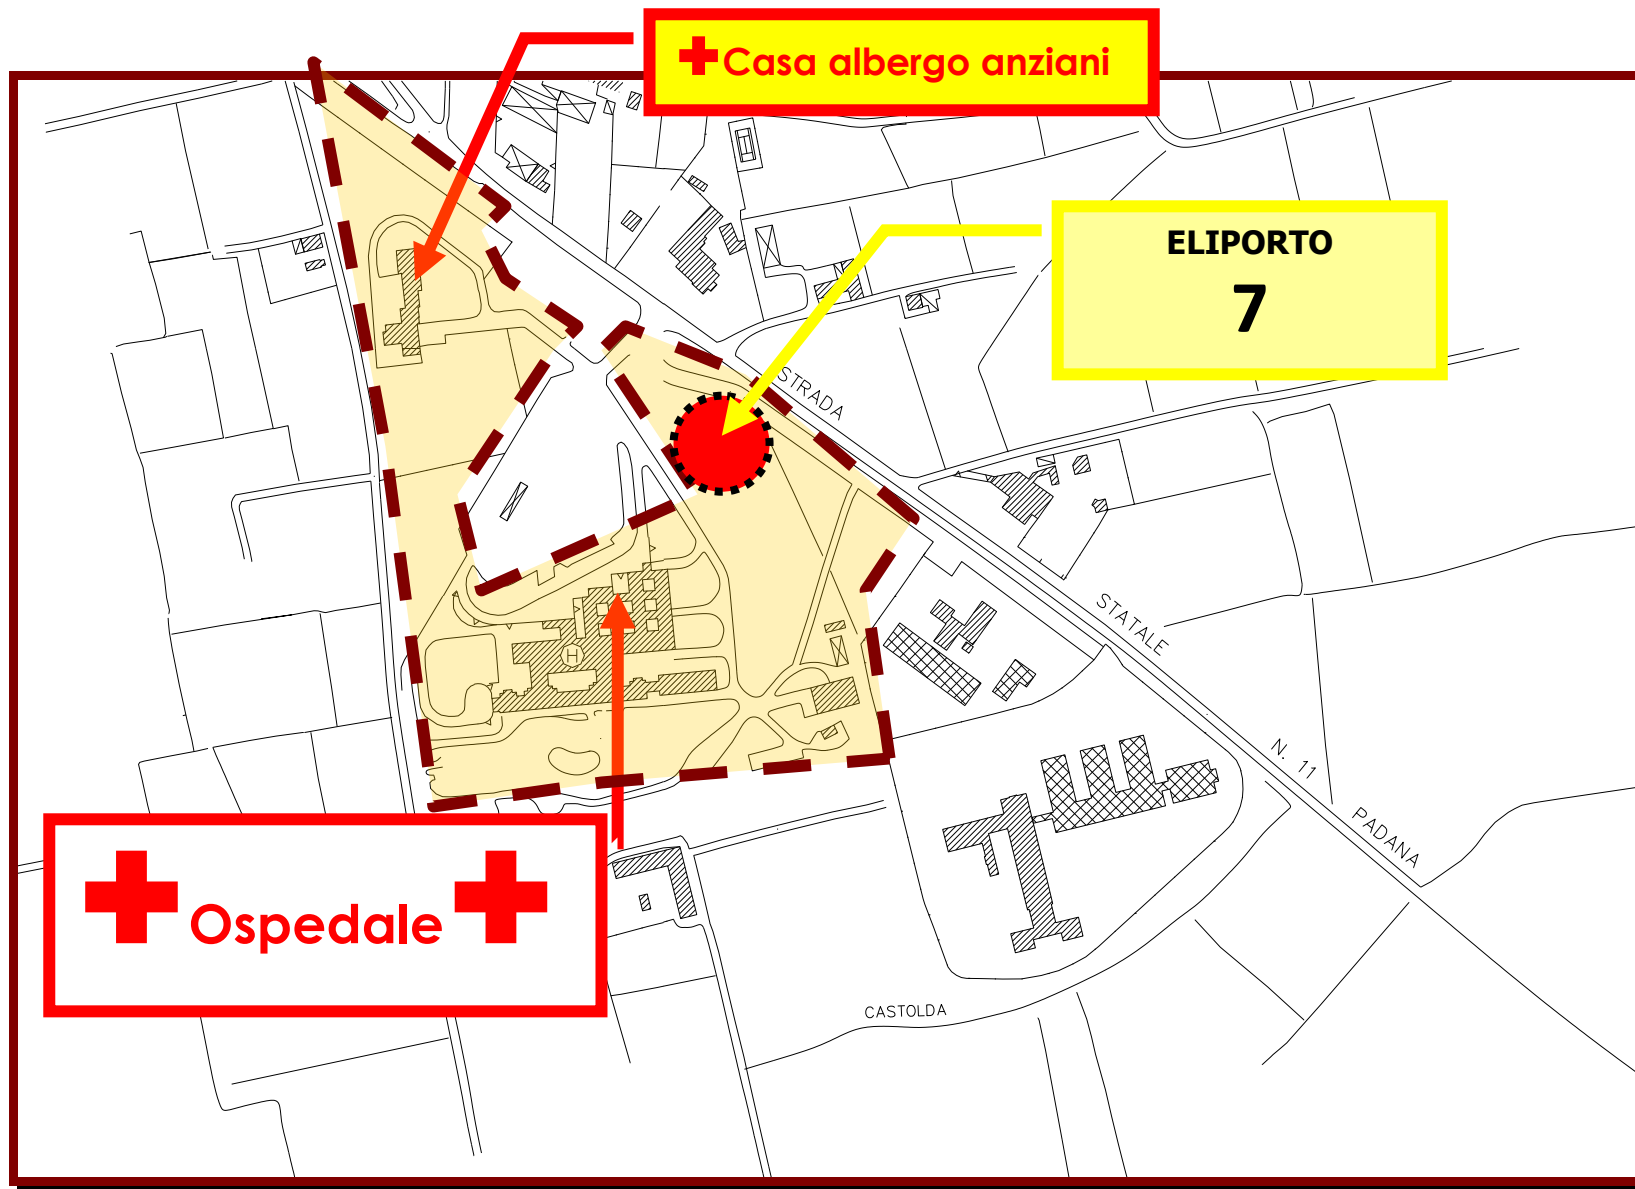 Casa albergo anziani
ELIPORTO
7
STRADA
STATALE
N. 11
PADANA
H
Ospedale
CASTOLDA